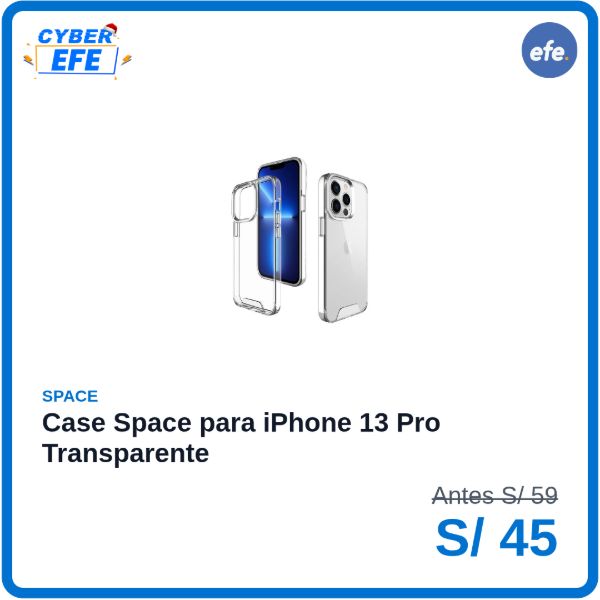 CYBER
EFE
efe.
SPACE
Case Space para iPhone 13 Pro
Transparente
Antes S/ 59
S/ 45